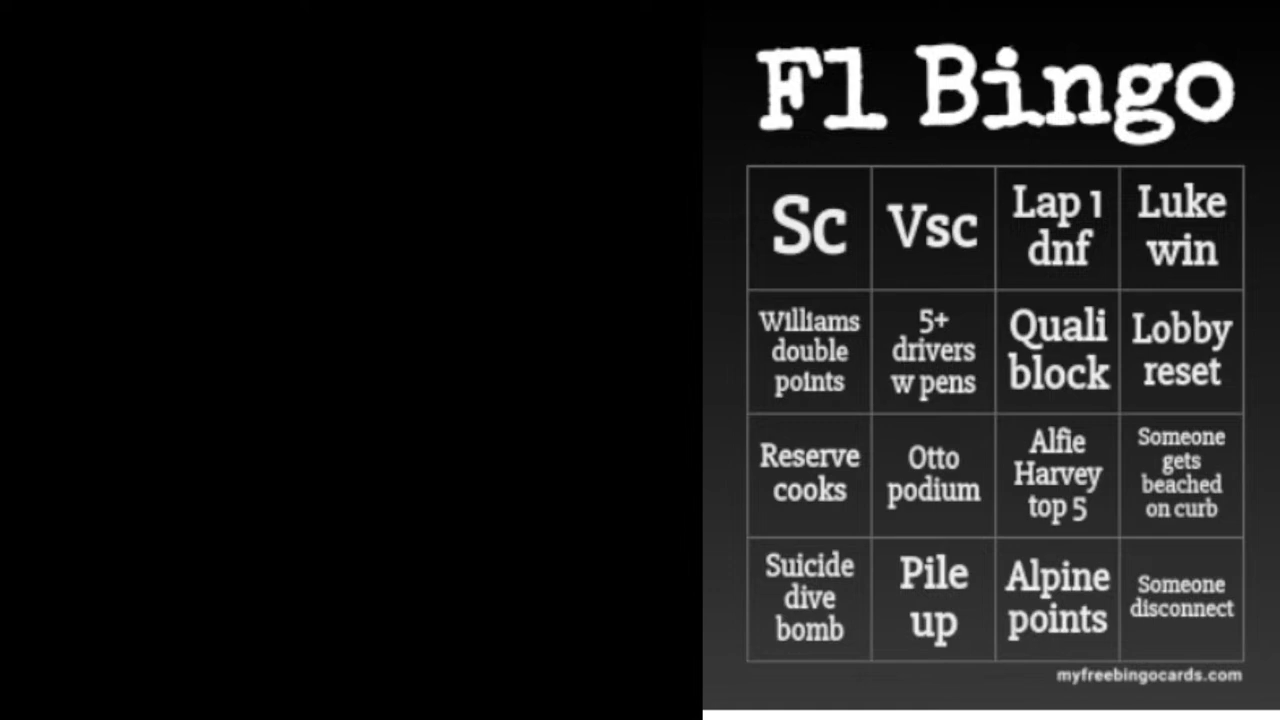 F1 Bingo
Sc
Vsc
Lap 1
dnf
Luke
win
Williams
double
points
5+
drivers
w pens
Quali
block
Lobby
reset
Reserve
cooks
Otto
podium
Alfie
Harvey
top 5
Someone
gets
beached
on curb
Suicide
dive
bomb
Pile
up
Alpine
points
Someone
disconnect
myfreebingocards.com